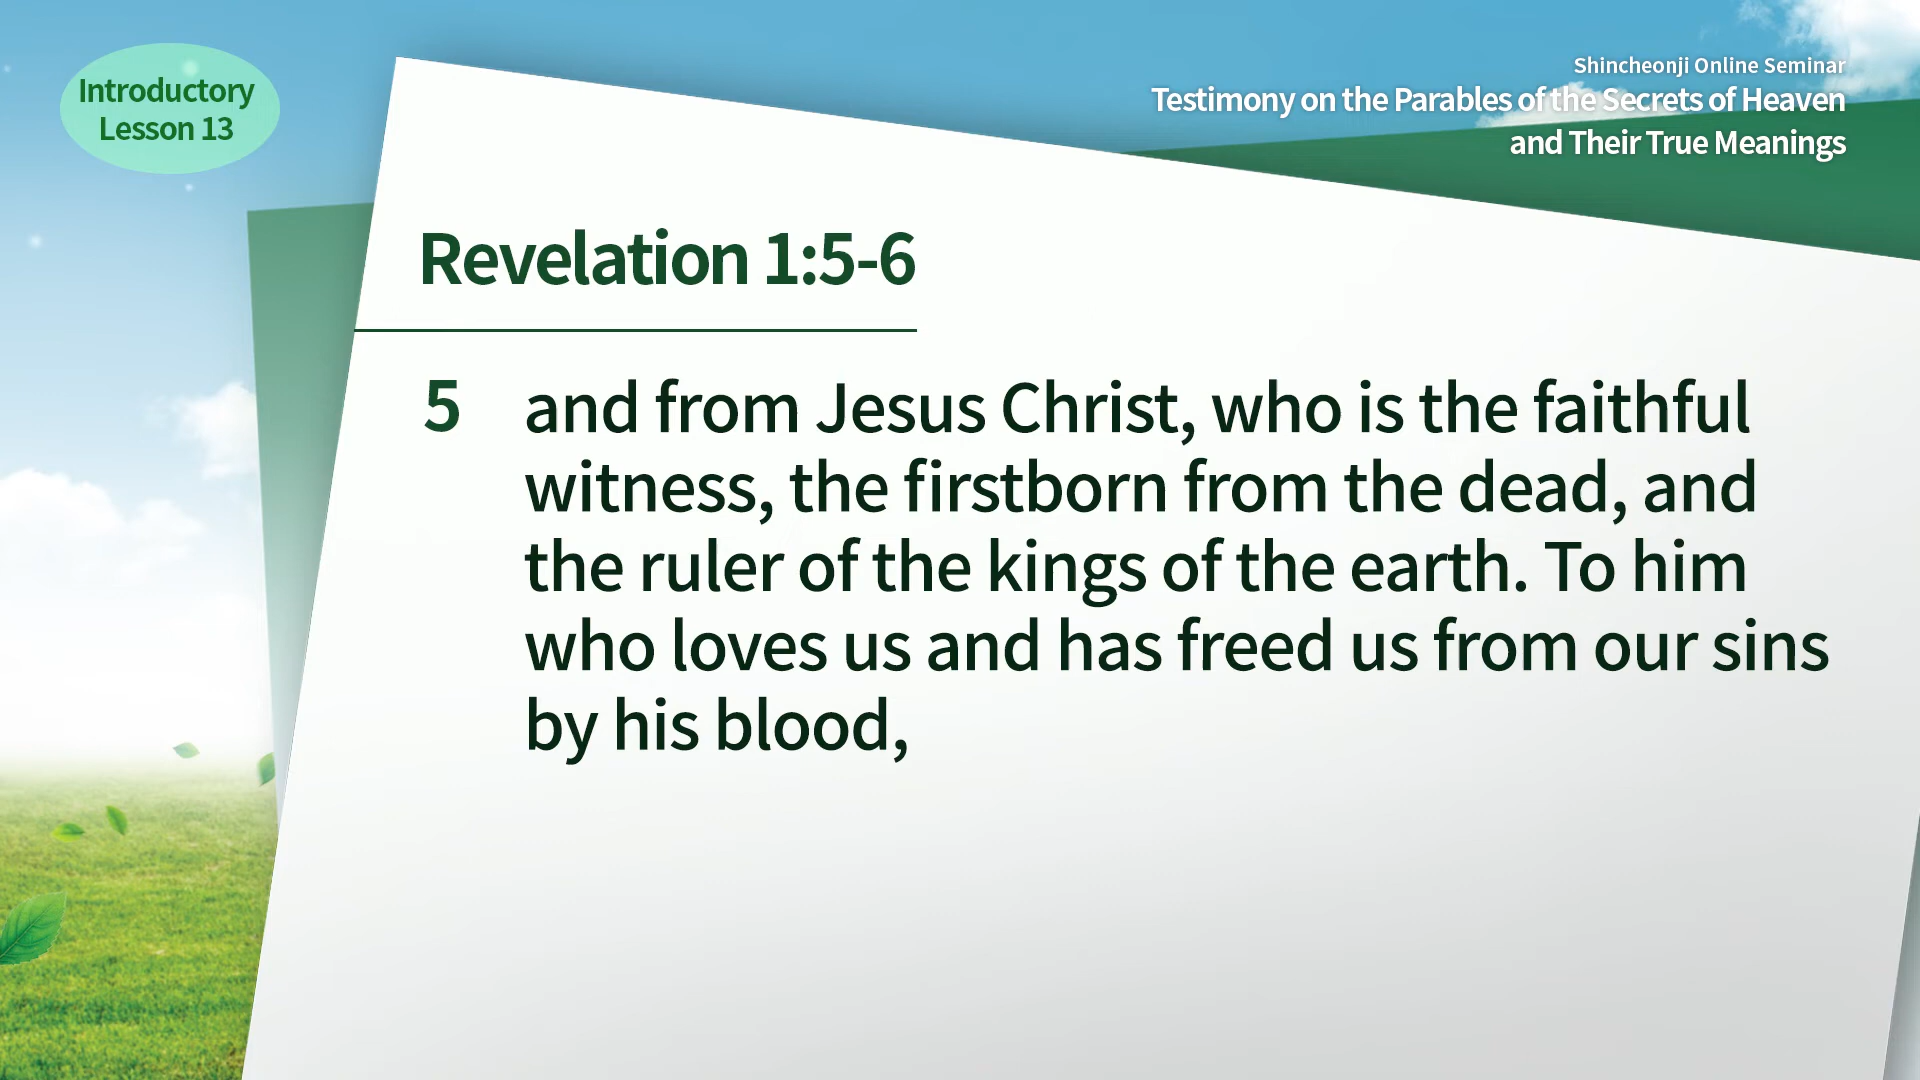 Introductory
Lesson 13
Shincheonji Online Seminar
Testimony on the Parables of the Secrets of Heaven
and Their True Meanings
Revelation 1:5-6
5 and from Jesus Christ, who is the faithful
witness, the firstborn from the dead, and
the ruler of the kings of the earth. To him
who loves us and has freed us from our sins
by his blood,